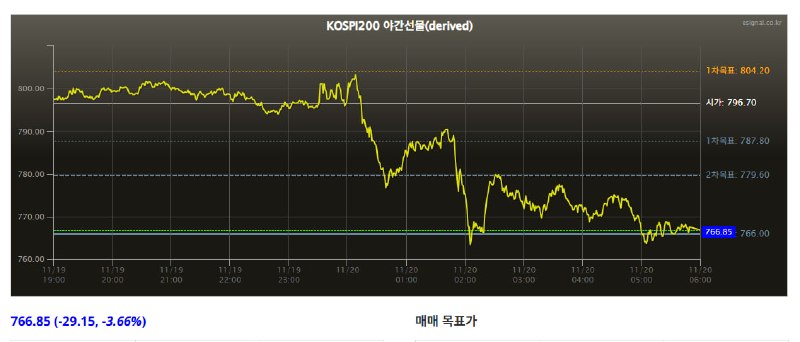 KOSPI200 야간선물(derived)
esignal.co.kr
1차목표: 804.20
800.00
시가: 796.70
790.00
1차목표: 787.80
780.00
2차목표: 779.60
770.00
766.85
766.00
760.00
11/19 11/19 11/19 11/19 11/19 11/20 11/20 11/20 11/20 11/20 11/20 11/20
19:00 20:00 21:00 22:00 23:00 01:00 02:00 03:00 04:00 05:00 06:00
766.85 (-29.15, -3.66%)
매매 목표가